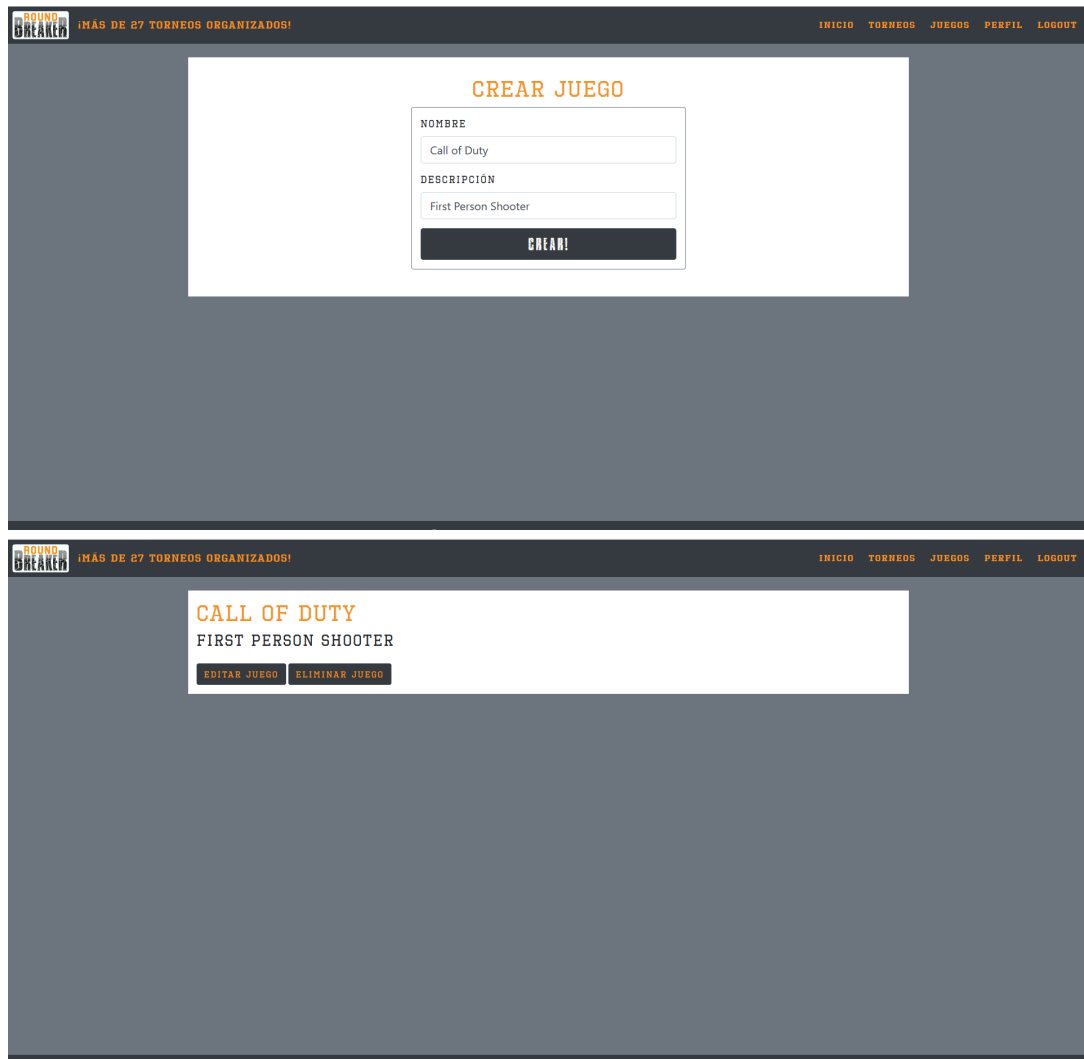 ROUND
BREAKER
¡MÁS DE 27 TORNEOS ORGANIZADOS!
INICIO TORNEOS JUEGOS PERFIL LOGOUT
CREAR JUEGO
NOMBRE
Call of Duty
DESCRIPCIÓN
First Person Shooter
CREAR!
ROUND
BREAKER
¡MÁS DE 27 TORNEOS ORGANIZADOS!
INICIO TORNEOS JUEGOS PERFIL LOGOUT
CALL OF DUTY
FIRST PERSON SHOOTER
EDITAR JUEGO ELIMINAR JUEGO